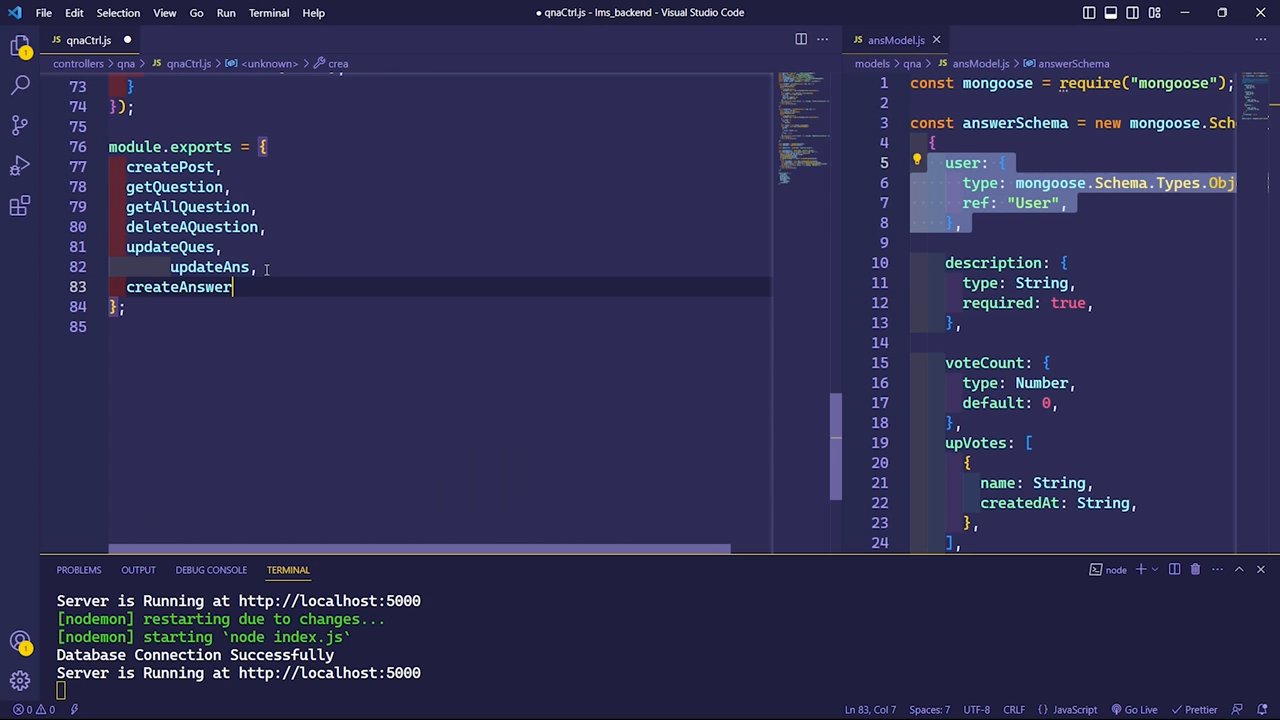 File Edit Selection View Go Run Terminal Help
● qnaCtrl.js - lms_backend - Visual Studio Code
JS qnaCtrl.js ●
controllers > qna > JS qnaCtrl.js > <unknown> > crea
73 }
74 });
75
76 module.exports = {
77 createPost,
78 getQuestion,
79 getAllQuestion,
80 deleteAQuestion,
81 updateQues,
82 updateAns,
83 createAnswer
84 };
85
JS ansModel.js
models > qna > JS ansModel.js > answerSchema
1 const mongoose = require("mongoose");
2
3 const answerSchema = new mongoose.Sch
4 {
5 user: {
6 type: mongoose.Schema.Types.Obj
7 ref: "User",
8 },
9
10 description: {
11 type: String,
12 required: true,
13 },
14
15 voteCount: {
16 type: Number,
17 default: 0,
18 },
19 upVotes: [
20 {
21 name: String,
22 createdAt: String,
23 },
24 ],
PROBLEMS OUTPUT DEBUG CONSOLE TERMINAL
node
Server is Running at http://localhost:5000
[nodemon] restarting due to changes...
[nodemon] starting `node index.js`
Database Connection Successfully
Server is Running at http://localhost:5000
0 0
Ln 83, Col 7 Spaces: 7 UTF-8 CRLF {} JavaScript Go Live Prettier